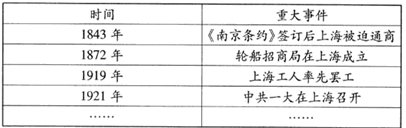 时间 重大事件
1843 年 《南京条约》签订后上海被迫通商
1872 年 轮船招商局在上海成立
1919 年 上海工人率先罢工
1921 年 中共一大在上海召开
…… ……